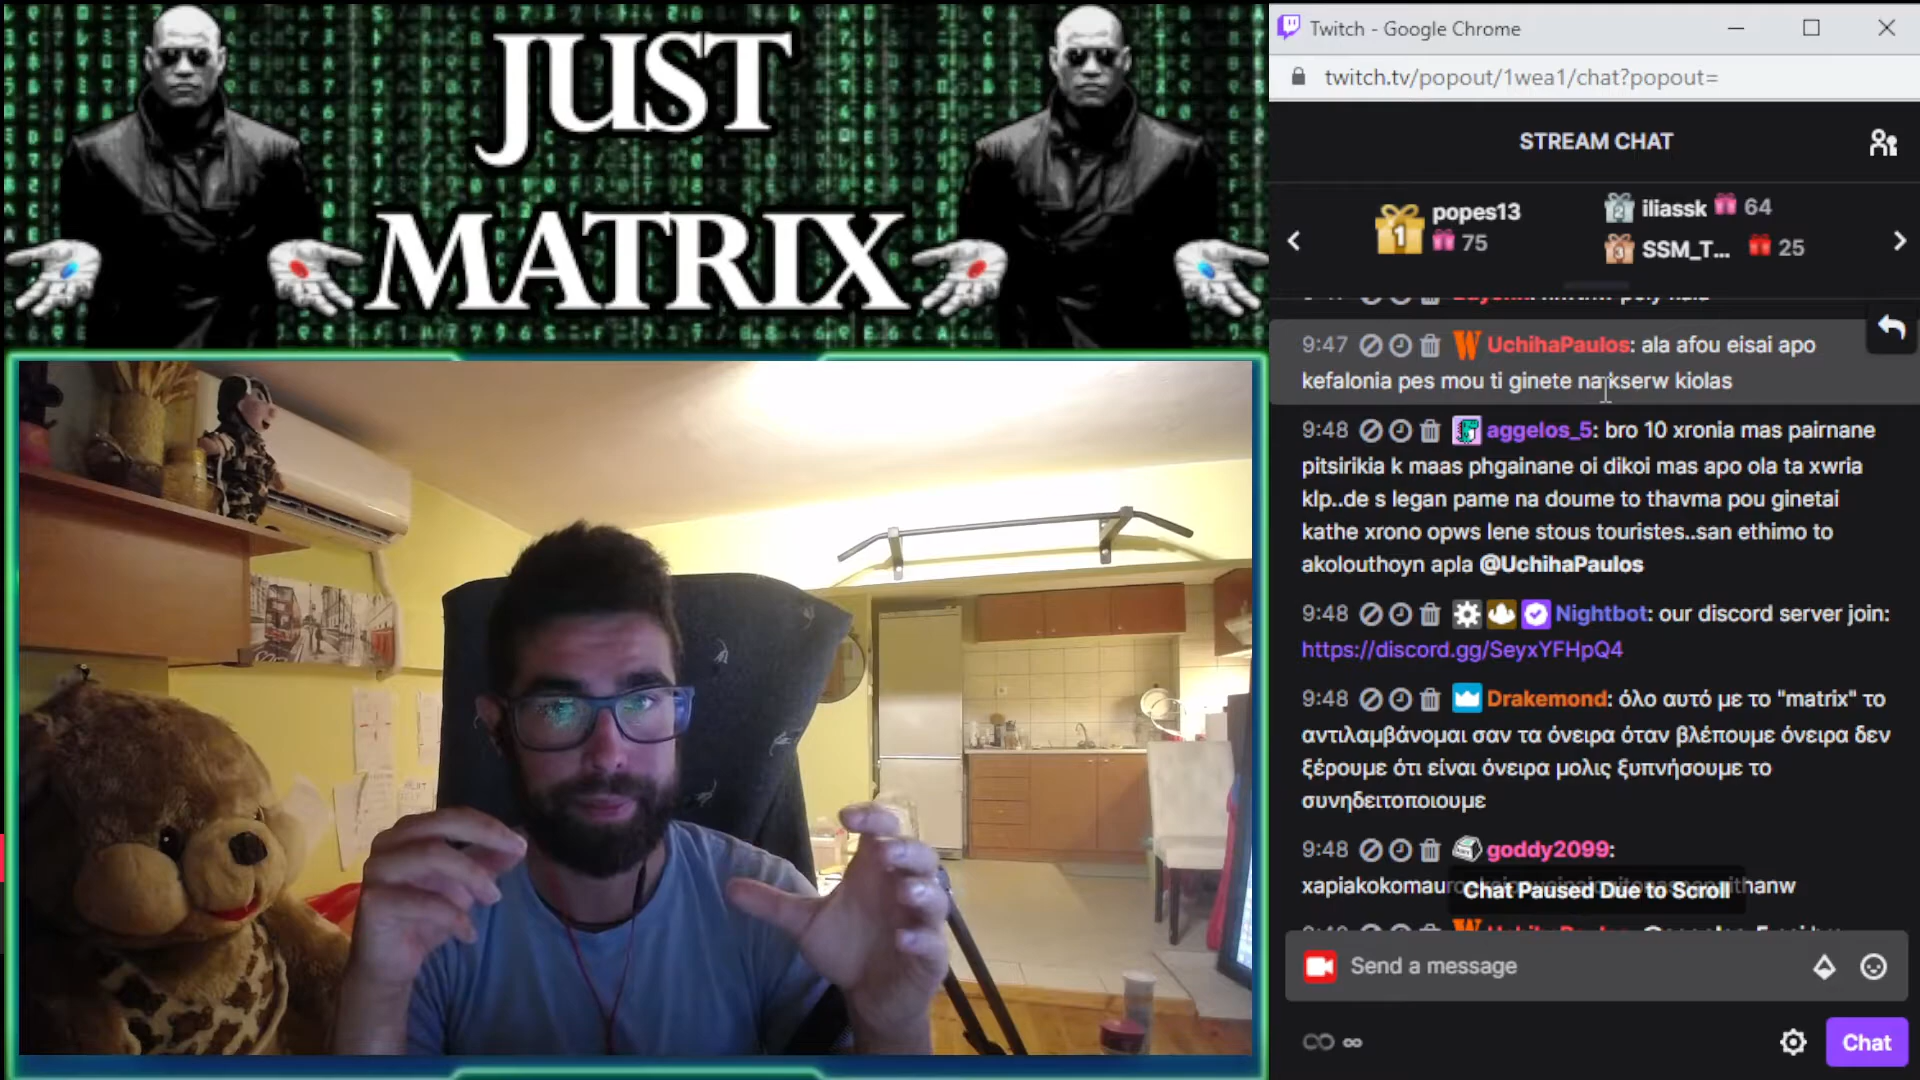 JUST
MATRIX
Twitch - Google Chrome
twitch.tv/popout/1wea1/chat?popout=
STREAM CHAT
popes13
75
iliassk 64
SSM_T... 25
1
2
3
9:47 UchihaPaulos: ala afou eisai apo
kefalonia pes mou ti ginete na kserw kiolas
9:48 aggelos_5: bro 10 xronia mas pairnane
pitsirikia k maas phgainane oi dikoi mas apo ola ta xwria
klp..de s legan pame na doume to thavma pou ginetai
kathe xrono opws lene stous touristes..san ethimo to
akolouthoyn apla @UchihaPaulos
9:48 Nightbot: our discord server join:
https://discord.gg/SeyxYFHpQ4
9:48 Drakemond: όλο αυτό με το "matrix" το
αντιλαμβάνομαι σαν τα όνειρα όταν βλέπουμε όνειρα δεν
ξέρουμε ότι είναι όνειρα μολις ξυπνήσουμε το
συνηδειτοποιουμε
9:48 goddy2099:
Chat Paused Due to Scroll
Send a message
Chat